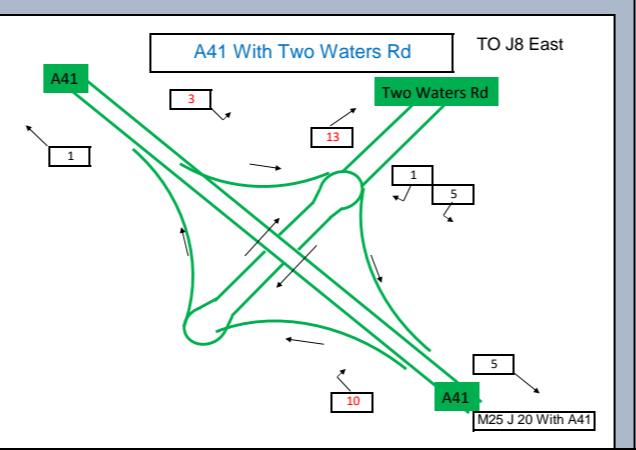 A41 With Two Waters Rd
TO J8 East
A41
Two Waters Rd
3
13
1
1
5
5
10
A41
M25 J 20 With A41